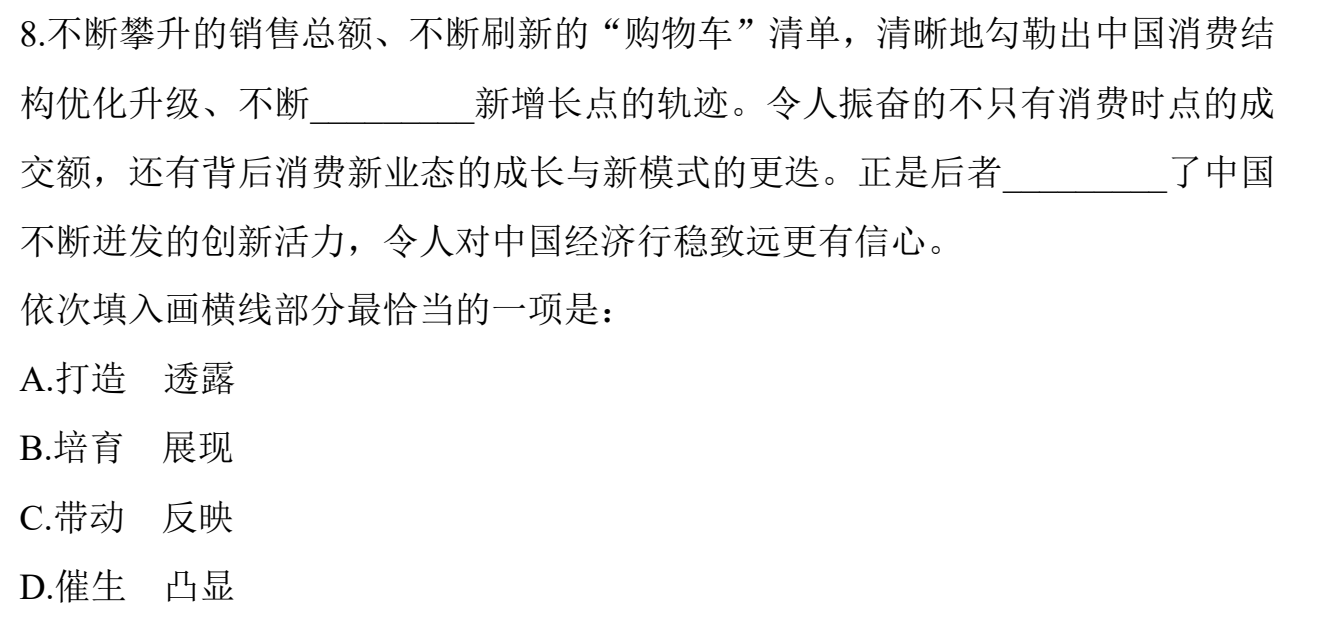 8.不断攀升的销售总额、不断刷新的“购物车”清单，清晰地勾勒出中国消费结
构优化升级、不断_________新增长点的轨迹。令人振奋的不只有消费时点的成
交额，还有背后消费新业态的成长与新模式的更迭。正是后者_________了中国
不断迸发的创新活力，令人对中国经济行稳致远更有信心。
依次填入画横线部分最恰当的一项是：
A.打造　透露
B.培育　展现
C.带动　反映
D.催生　凸显